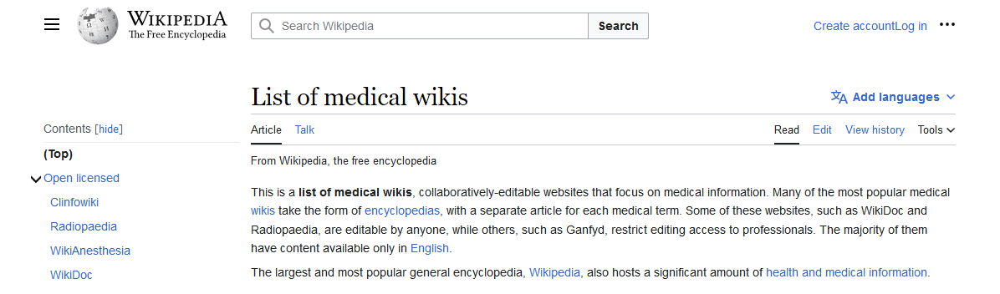 WIKIPEDIA
The Free Encyclopedia
Search Wikipedia
Search
Create account
Log in
List of medical wikis
Add languages
Contents [hide]
(Top)
Open licensed
Clinfowiki
Radiopaedia
WikiAnesthesia
WikiDoc
Article
Talk
Read
Edit
View history
Tools
From Wikipedia, the free encyclopedia
This is a list of medical wikis, collaboratively-editable websites that focus on medical information. Many of the most popular medical
wikis take the form of encyclopedias, with a separate article for each medical term. Some of these websites, such as WikiDoc and
Radiopaedia, are editable by anyone, while others, such as Ganfyd, restrict editing access to professionals. The majority of them
have content available only in English.
The largest and most popular general encyclopedia, Wikipedia, also hosts a significant amount of health and medical information.